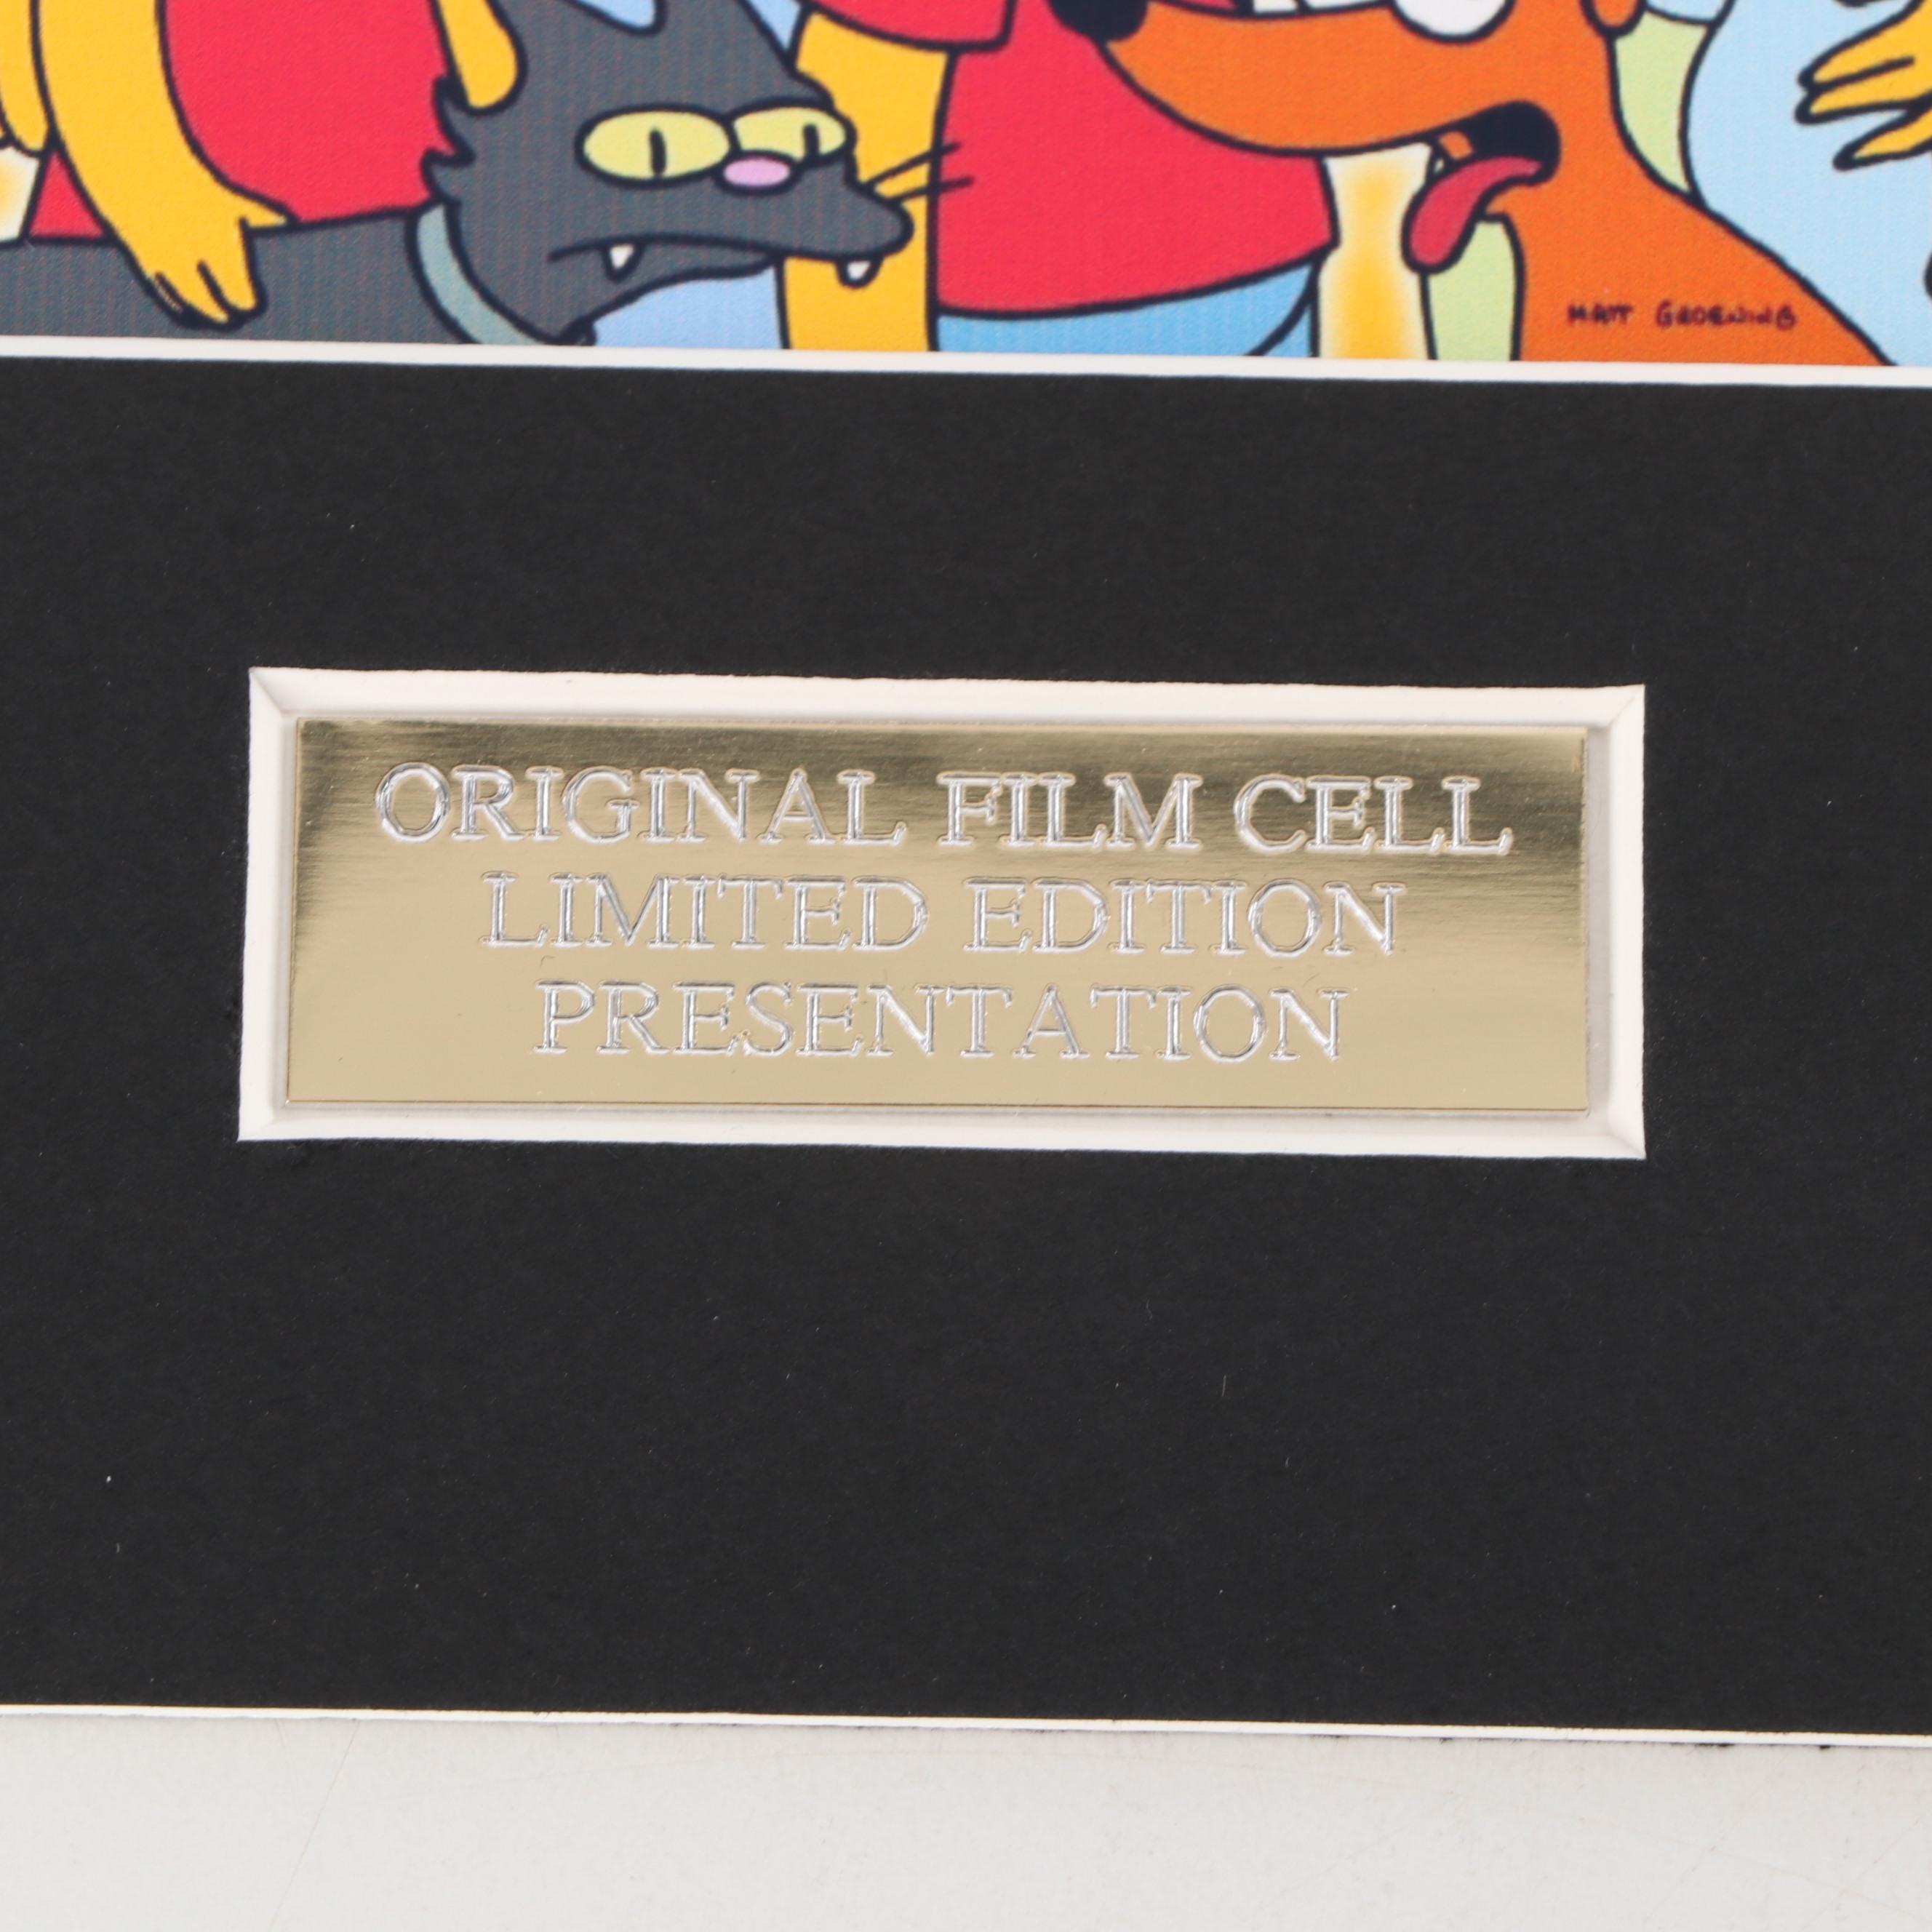 MATT GROENING
ORIGINAL FILM CELL
LIMITED EDITION
PRESENTATION